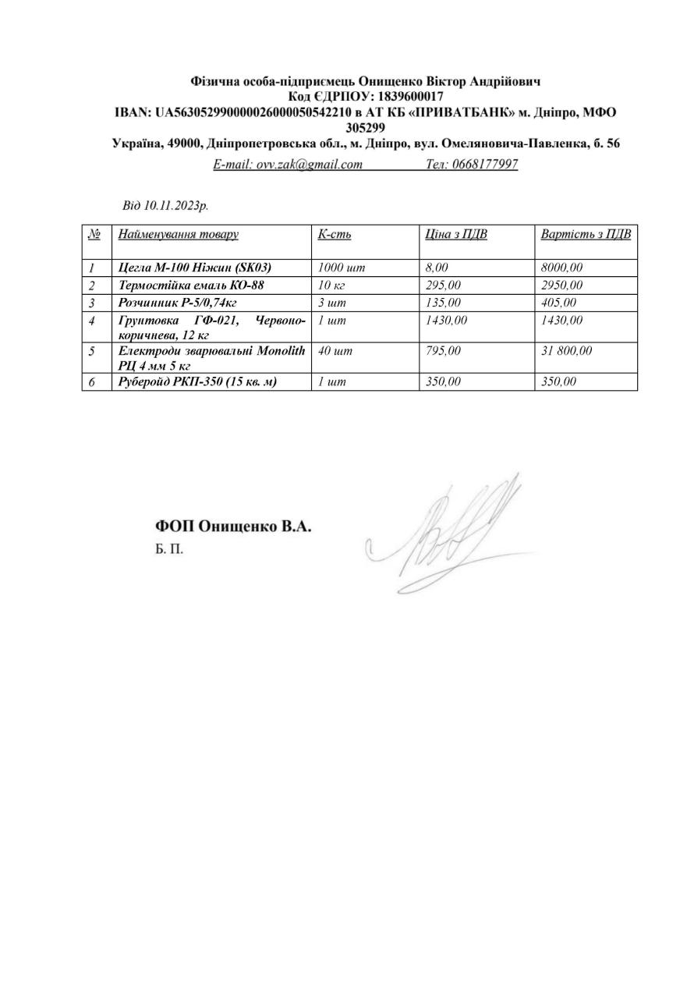 Фізична особа-підприємець Онищенко Віктор Андрійович
Код ЄДРПОУ: 1839600017
IBAN: UA563052990000026000050542210 в АТ КБ «ПРИВАТБАНК» м. Дніпро, МФО
305299
Україна, 49000, Дніпропетровська обл., м. Дніпро, вул. Омеляновича-Павленка, б. 56
E-mail: ovv.zak@gmail.com Тел: 0668177997
Від 10.11.2023р.
№ Найменування товару К-сть Ціна з ПДВ Вартість з ПДВ
1 Цегла М-100 Ніжин (SK03) 1000 шт 8,00 8000,00
2 Термостійка емаль КО-88 10 кг 295,00 2950,00
3 Розчинник Р-5/0,74кг 3 шт 135,00 405,00
4 Грунтовка ГФ-021, Червоно- 1 шт 1430,00 1430,00
коричнева, 12 кг
5 Електроди зварювальні Monolith 40 шт 795,00 31 800,00
РЦ 4 мм 5 кг
6 Руберойд РКП-350 (15 кв. м) 1 шт 350,00 350,00
ФОП Онищенко В.А.
Б. П.